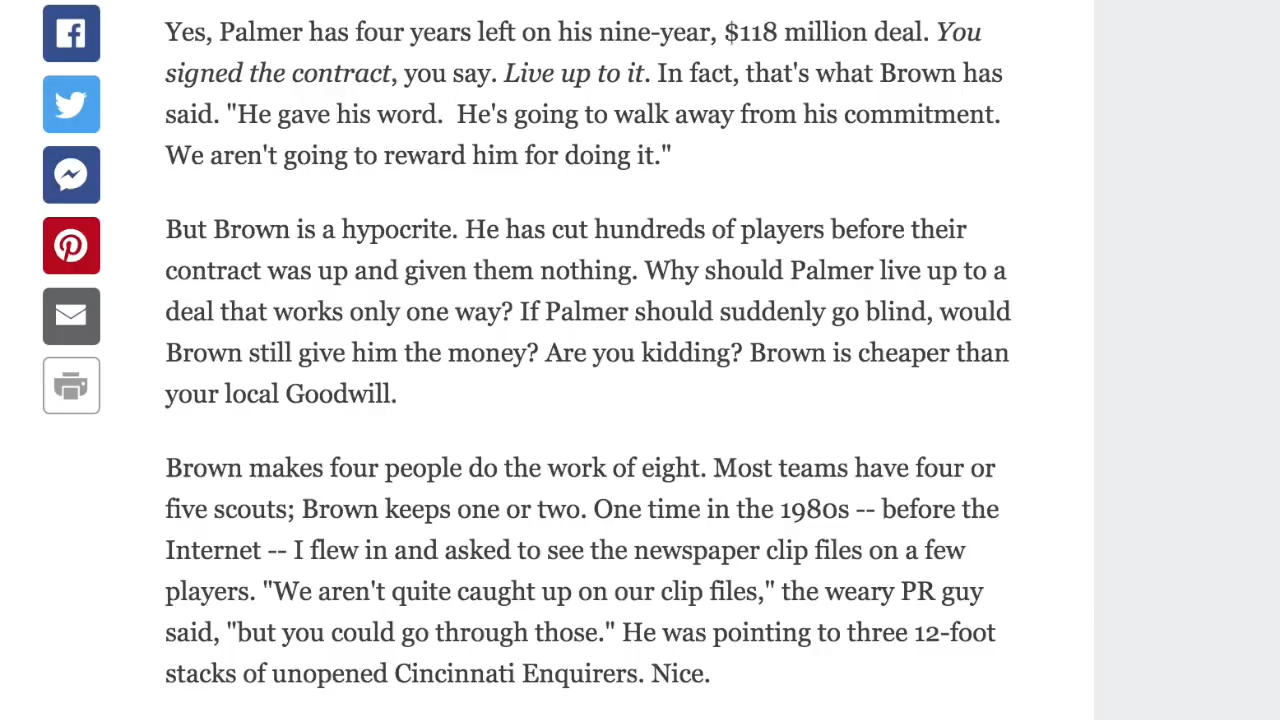 Yes, Palmer has four years left on his nine-year, $118 million deal. You
signed the contract, you say. Live up to it. In fact, that's what Brown has
said. "He gave his word.  He's going to walk away from his commitment.
We aren't going to reward him for doing it."
But Brown is a hypocrite. He has cut hundreds of players before their
contract was up and given them nothing. Why should Palmer live up to a
deal that works only one way? If Palmer should suddenly go blind, would
Brown still give him the money? Are you kidding? Brown is cheaper than
your local Goodwill.
Brown makes four people do the work of eight. Most teams have four or
five scouts; Brown keeps one or two. One time in the 1980s -- before the
Internet -- I flew in and asked to see the newspaper clip files on a few
players. "We aren't quite caught up on our clip files," the weary PR guy
said, "but you could go through those." He was pointing to three 12-foot
stacks of unopened Cincinnati Enquirers. Nice.